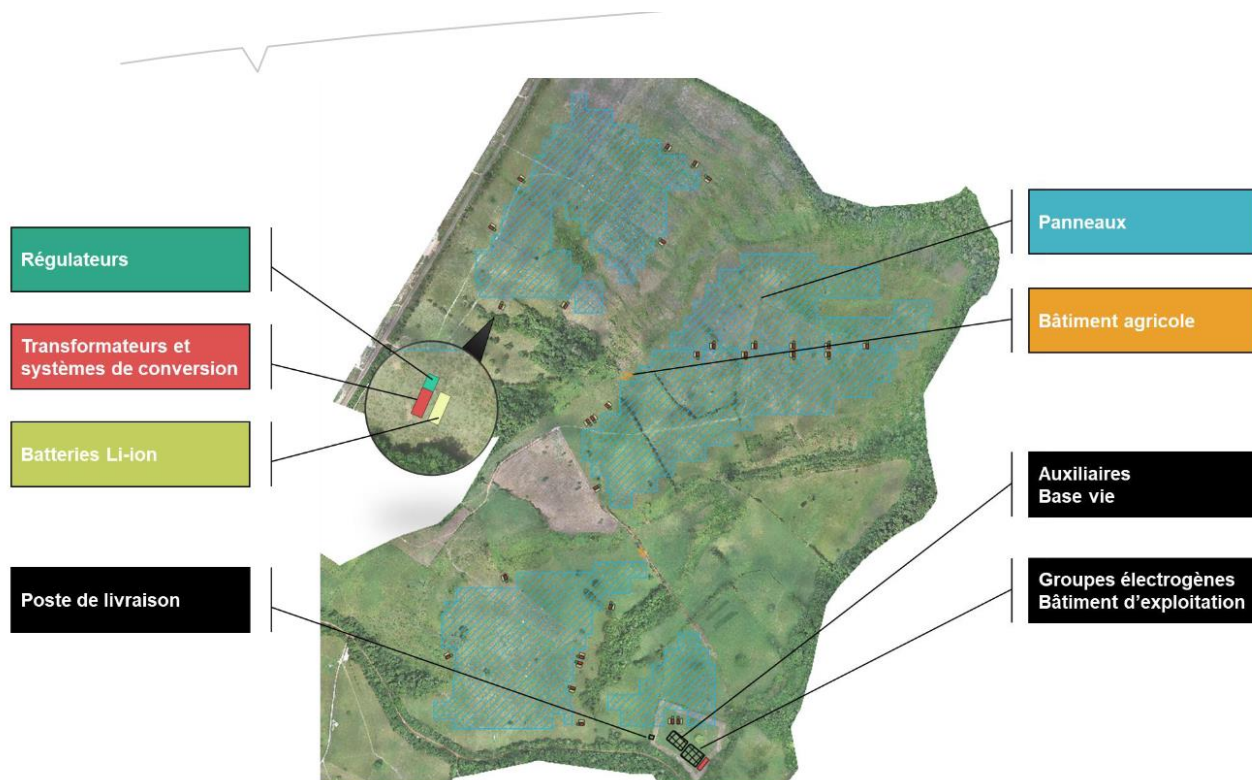 Régulateurs
Transformateurs et
systèmes de conversion
Batteries Li-ion
Poste de livraison
Panneaux
Bâtiment agricole
Auxiliaires
Base vie
Groupes électrogènes
Bâtiment d'exploitation